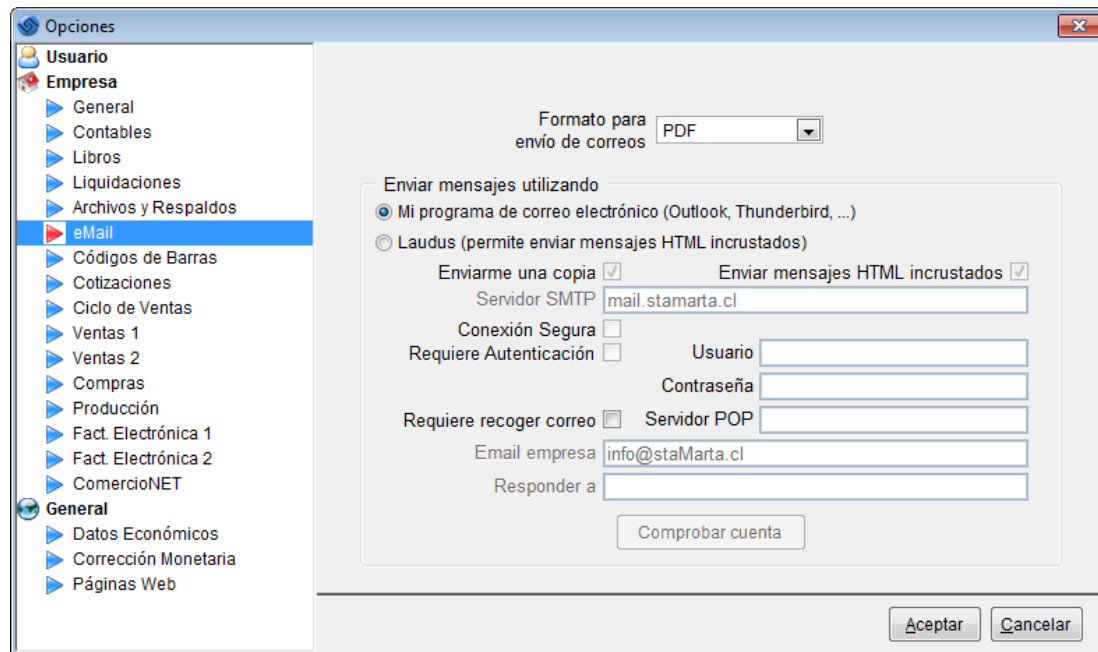 Opciones
Usuario
Empresa
General
Contables
Libros
Liquidaciones
Archivos y Respaldos
eMail
Códigos de Barras
Cotizaciones
Ciclo de Ventas
Ventas 1
Ventas 2
Compras
Producción
Fact. Electrónica 1
Fact. Electrónica 2
ComercioNET
General
Datos Económicos
Corrección Monetaria
Páginas Web
Formato para
envío de correos
PDF
Enviar mensajes utilizando
Mi programa de correo electrónico (Outlook, Thunderbird, ...)
Laudus (permite enviar mensajes HTML incrustados)
Enviarme una copia Enviar mensajes HTML incrustados
Servidor SMTP mail.stamarta.cl
Conexión Segura
Requiere Autenticación Usuario
Contraseña
Requiere recoger correo Servidor POP
Email empresa info@staMarta.cl
Responder a
Comprobar cuenta
Aceptar Cancelar